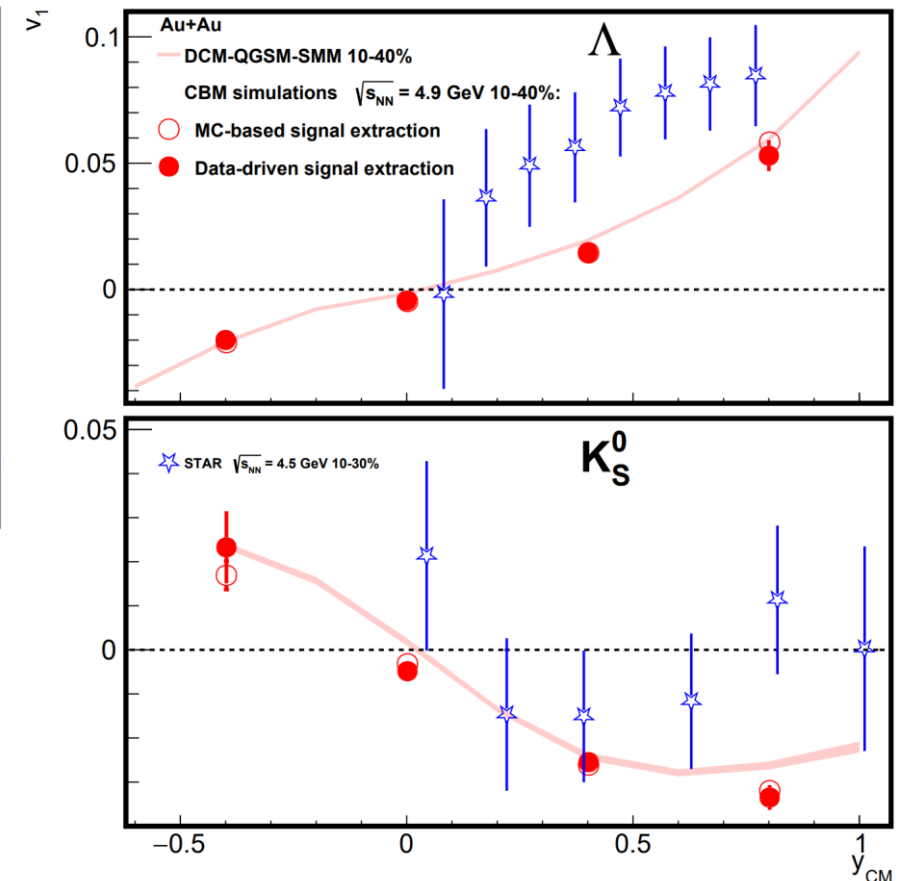 v₁
Au+Au
DCM-QGSM-SMM 10-40%
CBM simulations √sNN = 4.9 GeV 10-40%:
MC-based signal extraction
Data-driven signal extraction
Λ
0.1
0.05
0
STAR √sNN = 4.5 GeV 10-30%
K⁰S
0.05
0
−0.5 0 0.5 1
yCM